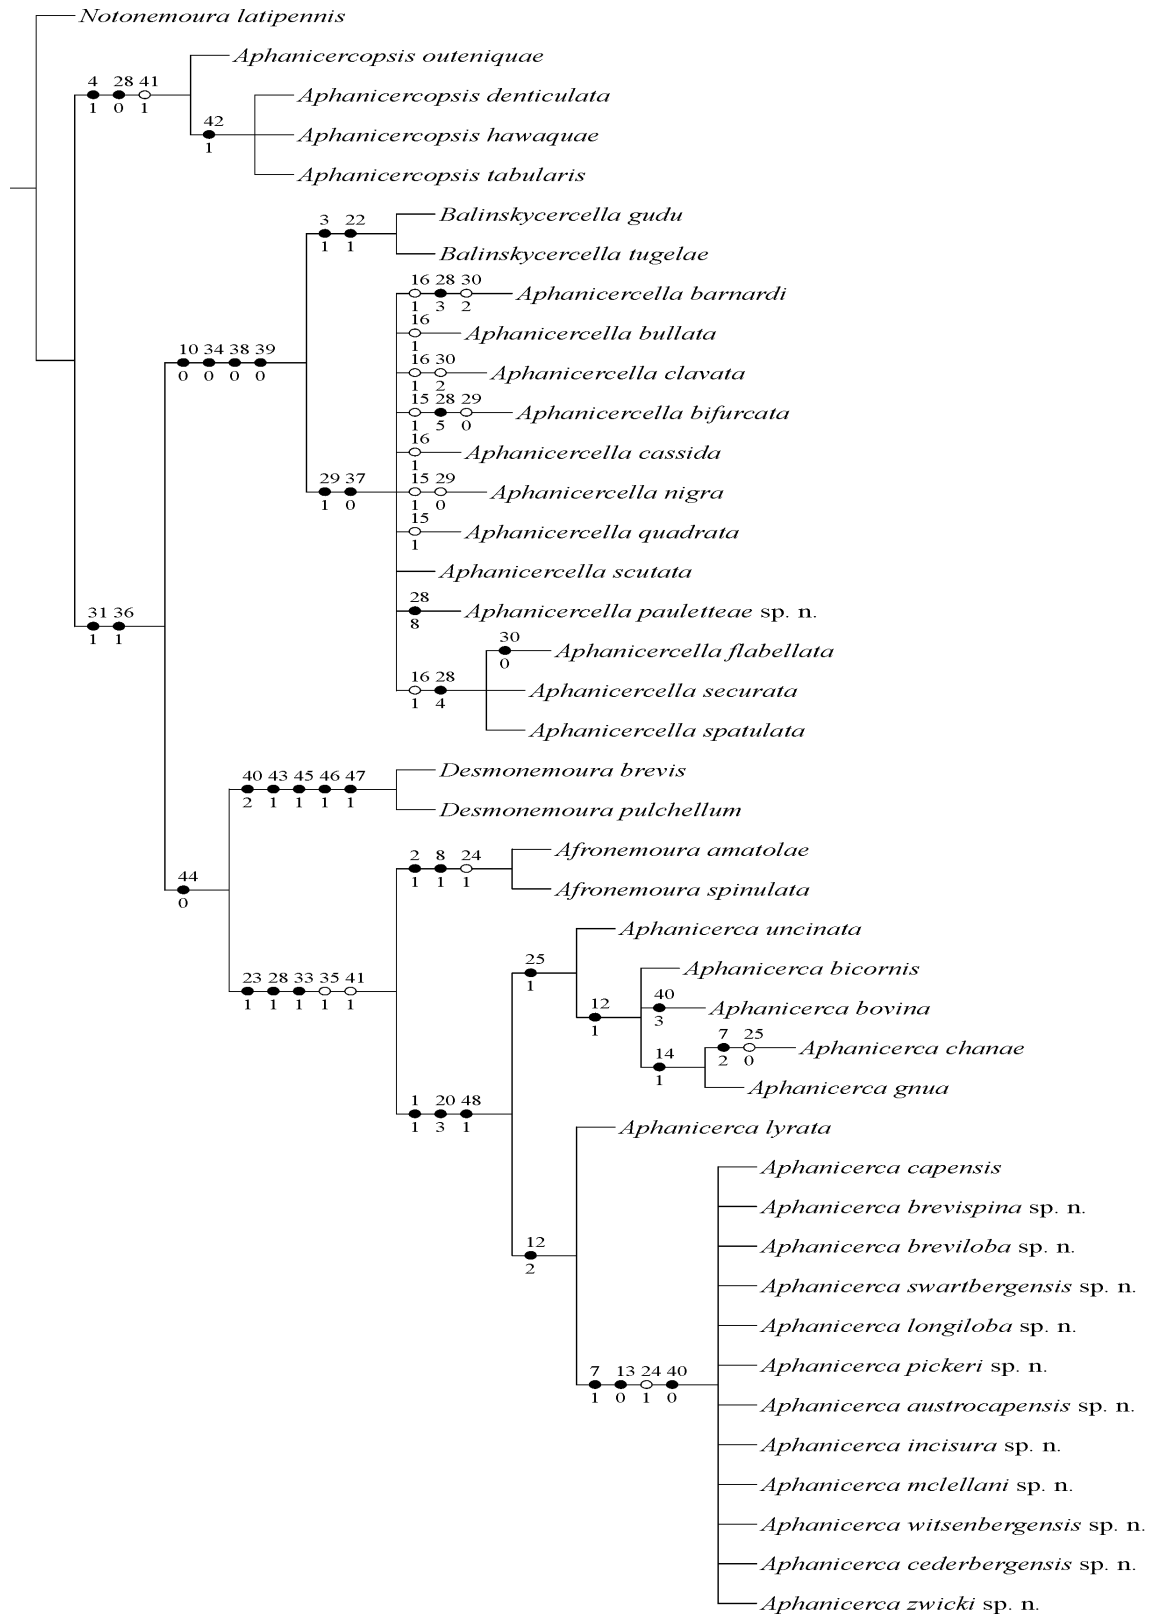 Notonemoura latipennis
Aphanicercopsis outeniquae
4 28 41
1 0 1
Aphanicercopsis denticulata
42
1
Aphanicercopsis hawaquae
Aphanicercopsis tabularis
3 22
1 1
Balinskycercella gudu
Balinskycercella tugelae
16 28 30
1 3 2
Aphanicercella barnardi
16
1
Aphanicercella bullata
10 34 38 39
0 0 0 0
16 30
1 2
Aphanicercella clavata
15 28 29
1 5 0
Aphanicercella bifurcata
16
1
Aphanicercella cassida
29 37
1 0
15 29
1 0
Aphanicercella nigra
15
1
Aphanicercella quadrata
Aphanicercella scutata
31 36
1 1
28
8
Aphanicercella pauletteae sp. n.
30
0
Aphanicercella flabellata
16 28
1 4
Aphanicercella securata
Aphanicercella spatulata
40 43 45 46 47
2 1 1 1 1
Desmonemoura brevis
Desmonemoura pulchellum
2 8 24
1 1 1
Afronemoura amatolae
44
0
Afronemoura spinulata
Aphanicerca uncinata
25
1
Aphanicerca bicornis
23 28 33 35 41
1 1 1 1 1
12
1
40
3
Aphanicerca bovina
7 25
2 0
Aphanicerca chanae
14
1
Aphanicerca gnua
1 20 48
1 3 1
Aphanicerca lyrata
Aphanicerca capensis
Aphanicerca brevispina sp. n.
12
2
Aphanicerca breviloba sp. n.
Aphanicerca swartbergensis sp. n.
Aphanicerca longiloba sp. n.
7 13 24 40
1 0 1 0
Aphanicerca pickeri sp. n.
Aphanicerca austrocapensis sp. n.
Aphanicerca incisura sp. n.
Aphanicerca mclellani sp. n.
Aphanicerca witsenbergensis sp. n.
Aphanicerca cederbergensis sp. n.
Aphanicerca zwicki sp. n.